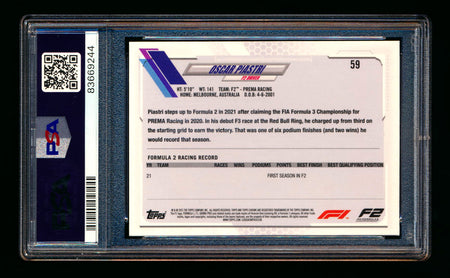 83669244
PSA
59
OSCAR PIASTRI
F2 DRIVER
HT: 5'10" WT: 141 TEAM: F2™ - PREMA RACING
HOME: MELBOURNE, AUSTRALIA D.O.B: 4-6-2001
Piastri steps up to Formula 2 in 2021 after claiming the FIA Formula 3 Championship for
PREMA Racing in 2020. In his debut F3 race at the Red Bull Ring, he charged up from third on
the starting grid to earn the victory. That was one of six podium finishes (and two wins) he
would record that season.
FORMULA 2 RACING RECORD
YR TEAM RACES WINS PODIUMS POINTS BEST FINISH BEST QUALIFYING POSITION
21 FIRST SEASON IN F2
Topps
F1
F2